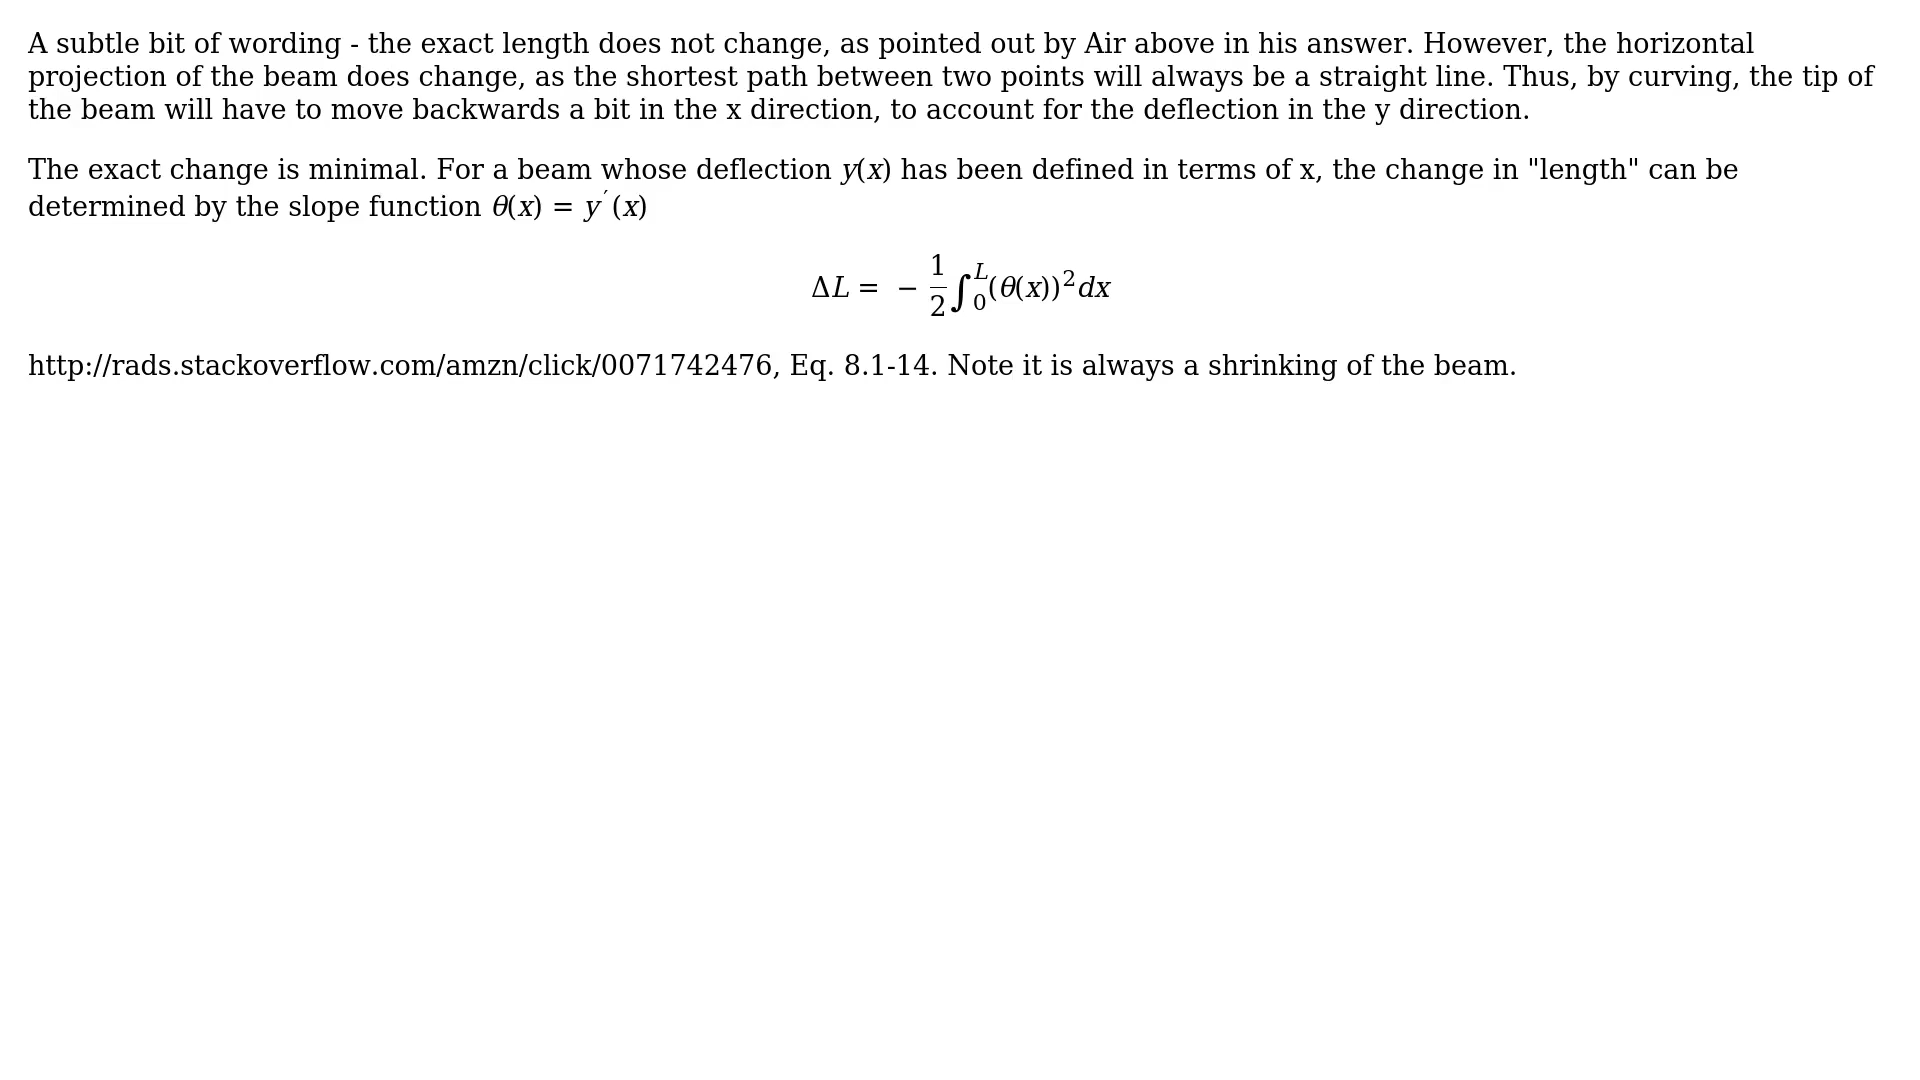 A subtle bit of wording - the exact length does not change, as pointed out by Air above in his answer. However, the horizontal
projection of the beam does change, as the shortest path between two points will always be a straight line. Thus, by curving, the tip of
the beam will have to move backwards a bit in the x direction, to account for the deflection in the y direction.
The exact change is minimal. For a beam whose deflection y(x) has been defined in terms of x, the change in "length" can be
determined by the slope function θ(x) = y′(x)
ΔL = − 1/2 ∫₀ᴸ (θ(x))² dx
http://rads.stackoverflow.com/amzn/click/0071742476, Eq. 8.1-14. Note it is always a shrinking of the beam.